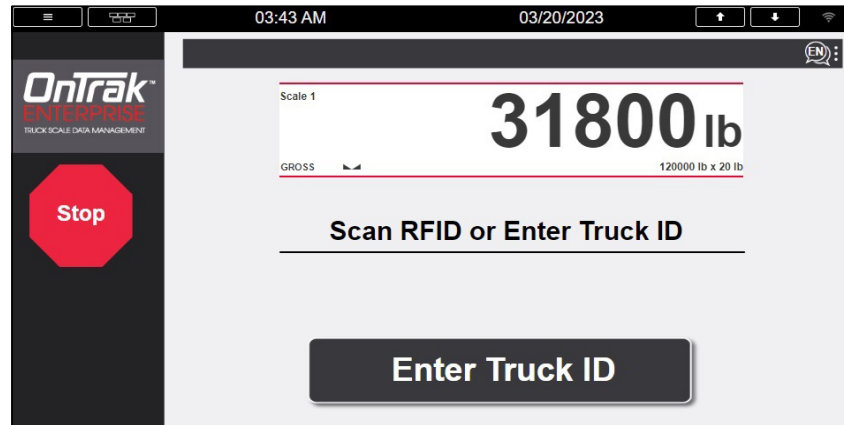 03:43 AM 03/20/2023
EN
OnTrak™
ENTERPRISE
TRUCK SCALE DATA MANAGEMENT
Scale 1
31800 lb
GROSS 120000 lb x 20 lb
Stop
Scan RFID or Enter Truck ID
Enter Truck ID